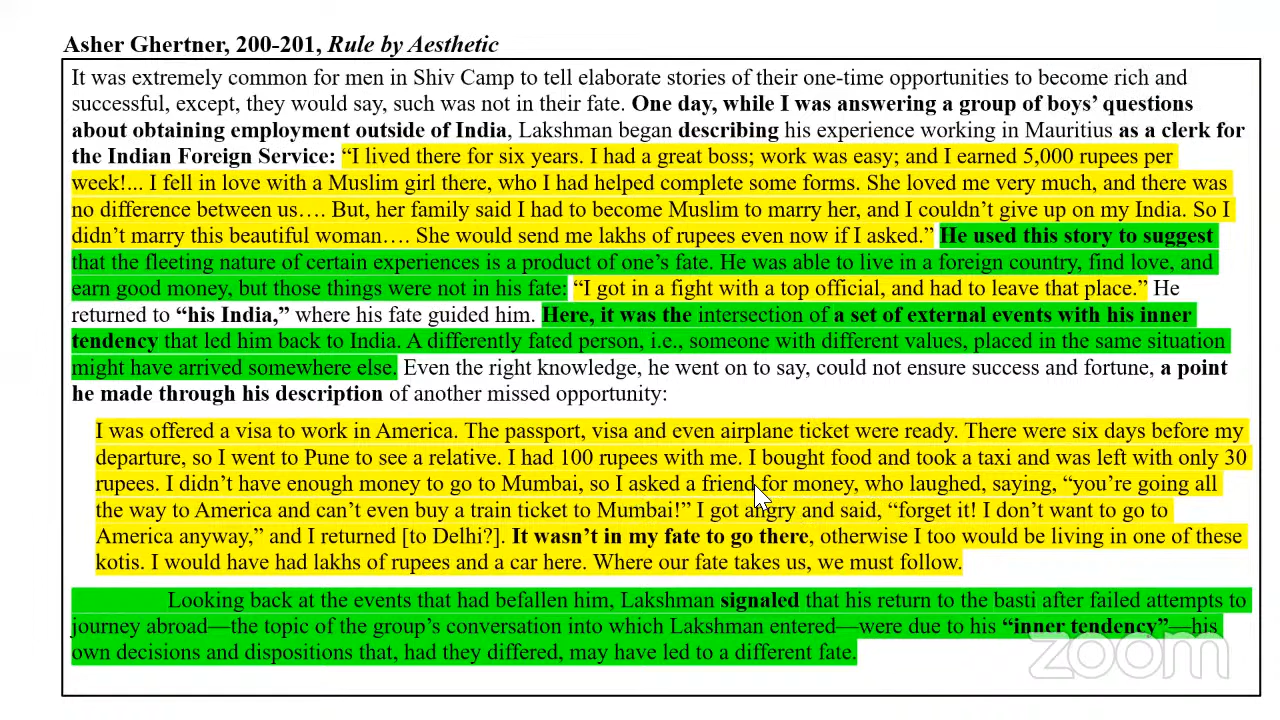 Asher Ghertner, 200-201, Rule by Aesthetic
It was extremely common for men in Shiv Camp to tell elaborate stories of their one-time opportunities to become rich and
successful, except, they would say, such was not in their fate. One day, while I was answering a group of boys’ questions
about obtaining employment outside of India, Lakshman began describing his experience working in Mauritius as a clerk for
the Indian Foreign Service: “I lived there for six years. I had a great boss; work was easy; and I earned 5,000 rupees per
week!... I fell in love with a Muslim girl there, who I had helped complete some forms. She loved me very much, and there was
no difference between us…. But, her family said I had to become Muslim to marry her, and I couldn’t give up on my India. So I
didn’t marry this beautiful woman…. She would send me lakhs of rupees even now if I asked.” He used this story to suggest
that the fleeting nature of certain experiences is a product of one’s fate. He was able to live in a foreign country, find love, and
earn good money, but those things were not in his fate: “I got in a fight with a top official, and had to leave that place.” He
returned to “his India,” where his fate guided him. Here, it was the intersection of a set of external events with his inner
tendency that led him back to India. A differently fated person, i.e., someone with different values, placed in the same situation
might have arrived somewhere else. Even the right knowledge, he went on to say, could not ensure success and fortune, a point
he made through his description of another missed opportunity:
I was offered a visa to work in America. The passport, visa and even airplane ticket were ready. There were six days before my
departure, so I went to Pune to see a relative. I had 100 rupees with me. I bought food and took a taxi and was left with only 30
rupees. I didn’t have enough money to go to Mumbai, so I asked a friend for money, who laughed, saying, “you’re going all
the way to America and can’t even buy a train ticket to Mumbai!” I got angry and said, “forget it! I don’t want to go to
America anyway,” and I returned [to Delhi?]. It wasn’t in my fate to go there, otherwise I too would be living in one of these
kotis. I would have had lakhs of rupees and a car here. Where our fate takes us, we must follow.
Looking back at the events that had befallen him, Lakshman signaled that his return to the basti after failed attempts to
journey abroad—the topic of the group’s conversation into which Lakshman entered—were due to his “inner tendency”—his
own decisions and dispositions that, had they differed, may have led to a different fate.
zoom